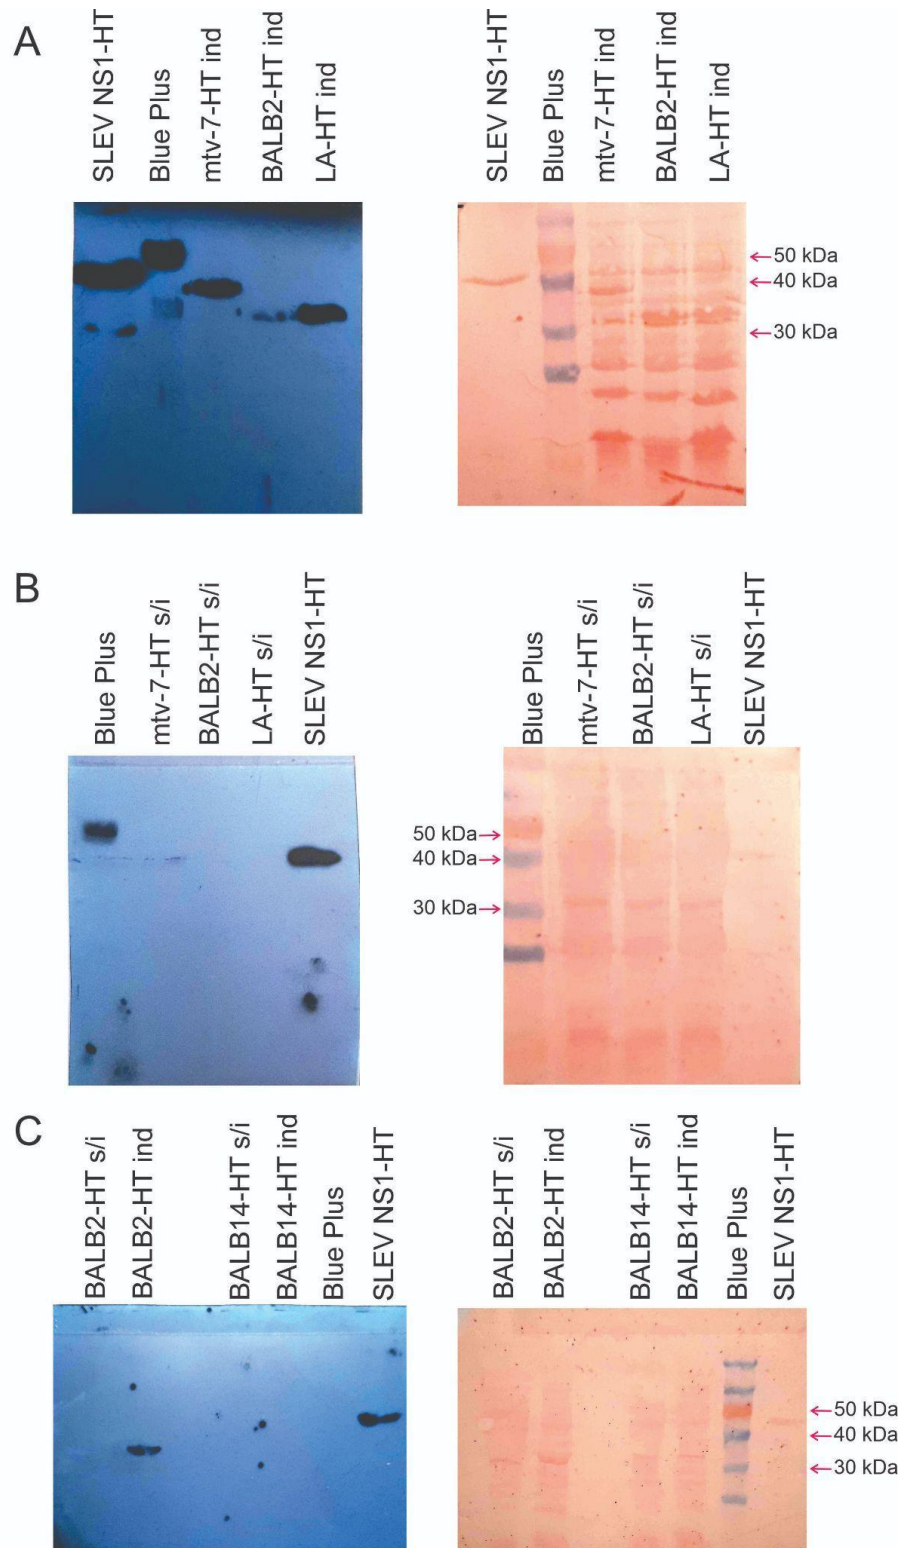 A
SLEV NS1-HT
Blue Plus
mtv-7-HT ind
BALB2-HT ind
LA-HT ind
SLEV NS1-HT
Blue Plus
mtv-7-HT ind
BALB2-HT ind
LA-HT ind
50 kDa
40 kDa
30 kDa
B
Blue Plus
mtv-7-HT s/i
BALB2-HT s/i
LA-HT s/i
SLEV NS1-HT
Blue Plus
mtv-7-HT s/i
BALB2-HT s/i
LA-HT s/i
SLEV NS1-HT
50 kDa
40 kDa
30 kDa
C
BALB2-HT s/i
BALB2-HT ind
BALB14-HT s/i
BALB14-HT ind
Blue Plus
SLEV NS1-HT
BALB2-HT s/i
BALB2-HT ind
BALB14-HT s/i
BALB14-HT ind
Blue Plus
SLEV NS1-HT
50 kDa
40 kDa
30 kDa